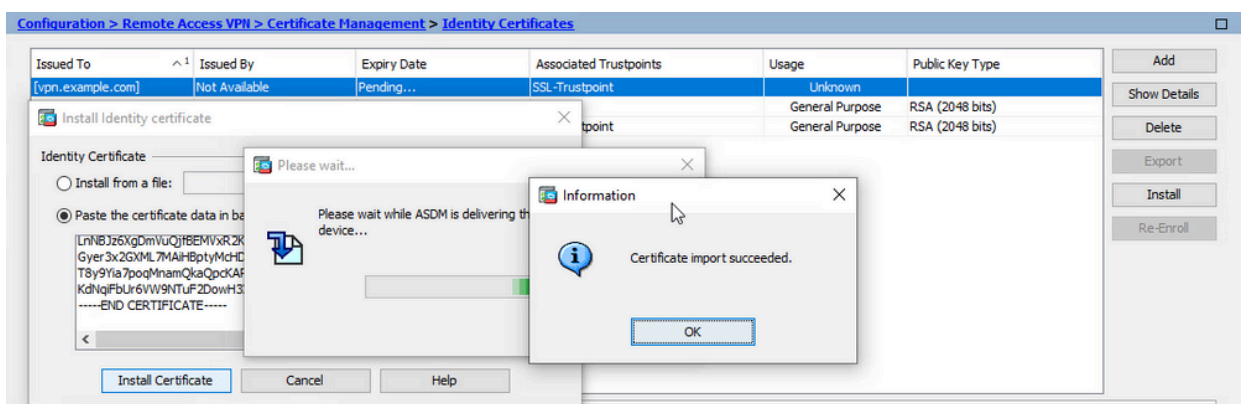 Configuration > Remote Access VPN > Certificate Management > Identity Certificates
Issued To 1 Issued By Expiry Date Associated Trustpoints Usage Public Key Type
[vpn.example.com] Not Available Pending... SSL-Trustpoint Unknown
General Purpose RSA (2048 bits)
tpoint General Purpose RSA (2048 bits)
Add
Show Details
Delete
Export
Install
Re-Enroll
Install Identity certificate
Identity Certificate
Install from a file:
Paste the certificate data in ba
LnNBJz6XgDmVuQjfBEMVxR2K
Gyer3x2GXML7MAiHBptyMcHD
T8y9Yia7poqMnamQkaQpcKAF
KdNqiFbUr6VW9NTuF2DowH3
-----END CERTIFICATE-----
Install Certificate Cancel Help
Please wait...
Please wait while ASDM is delivering th
device...
Information
Certificate import succeeded.
OK